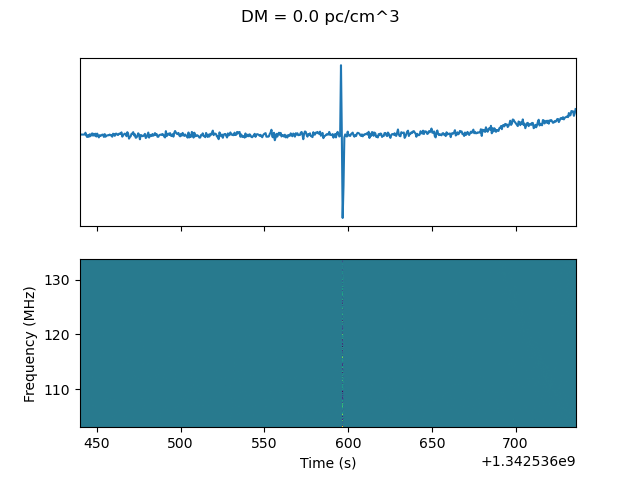 DM = 0.0 pc/cm^3
130
120
110
Frequency (MHz)
450 500 550 600 650 700
Time (s)
+1.342536e9